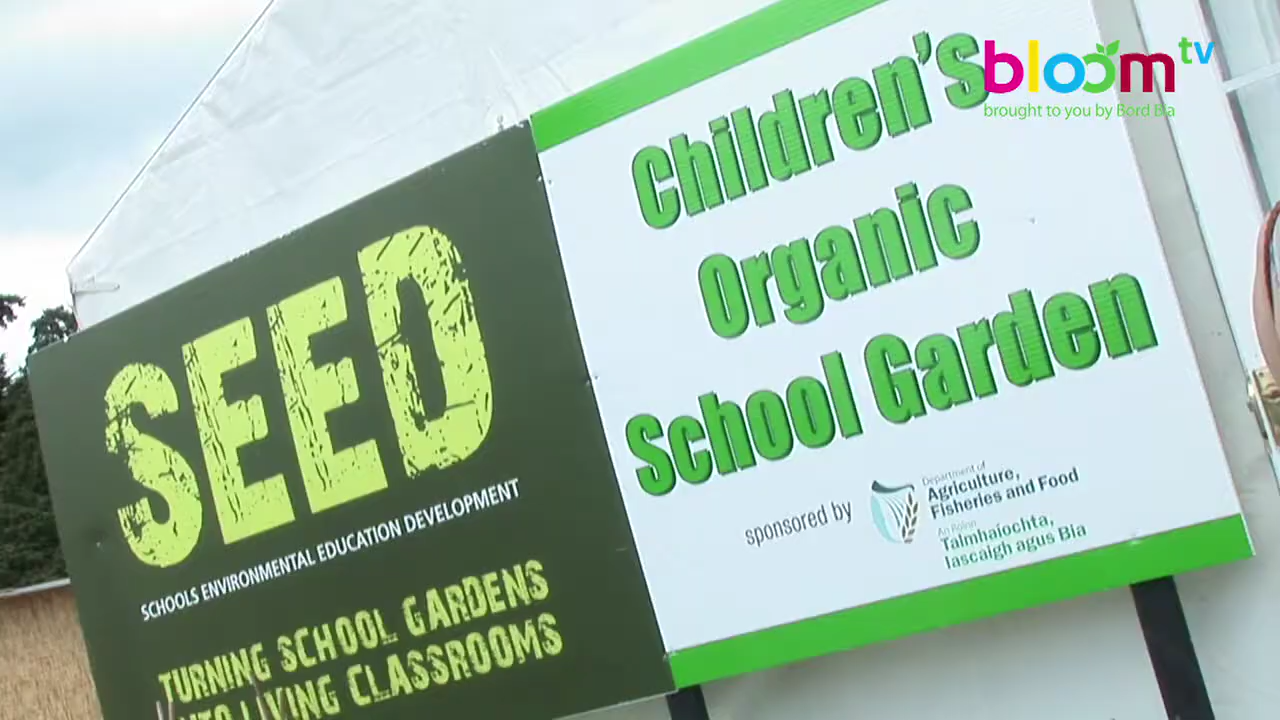 bloom tv
brought to you by Bord Bia
SEED
SCHOOLS ENVIRONMENTAL EDUCATION DEVELOPMENT
TURNING SCHOOL GARDENS
INTO LIVING CLASSROOMS
Children's
Organic
School Garden
sponsored by
Department of
Agriculture,
Fisheries and Food
An Roinn
Talmhaíochta,
Iascaigh agus Bia